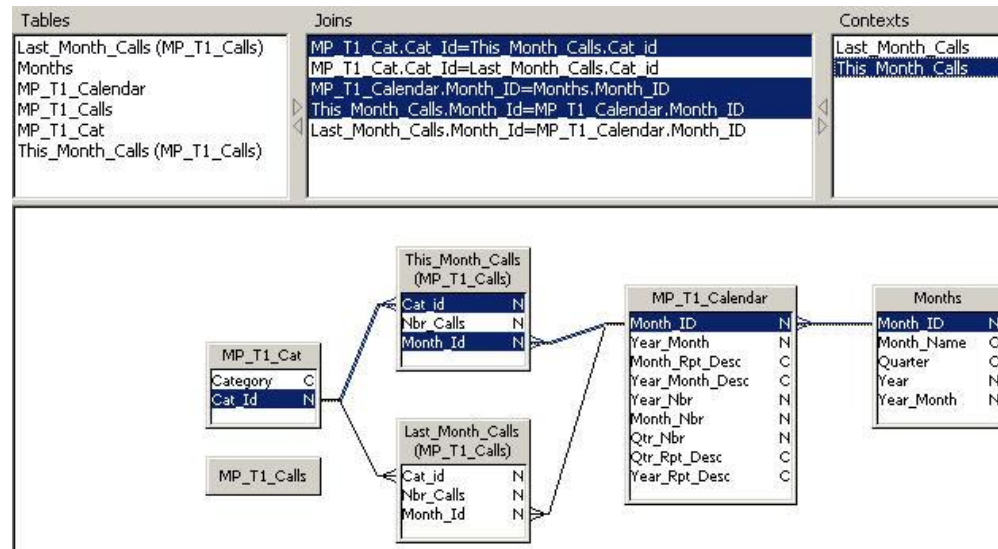 Tables
Last_Month_Calls (MP_T1_Calls)
Months
MP_T1_Calendar
MP_T1_Calls
MP_T1_Cat
This_Month_Calls (MP_T1_Calls)
Joins
MP_T1_Cat.Cat_Id=This_Month_Calls.Cat_id
MP_T1_Cat.Cat_Id=Last_Month_Calls.Cat_id
MP_T1_Calendar.Month_ID=Months.Month_ID
This_Month_Calls.Month_Id=MP_T1_Calendar.Month_ID
Last_Month_Calls.Month_Id=MP_T1_Calendar.Month_ID
Contexts
Last_Month_Calls
This_Month_Calls
MP_T1_Cat
Category C
Cat_Id N
MP_T1_Calls
This_Month_Calls
(MP_T1_Calls)
Cat_id N
Nbr_Calls N
Month_Id N
Last_Month_Calls
(MP_T1_Calls)
Cat_id N
Nbr_Calls N
Month_Id N
MP_T1_Calendar
Month_ID N
Year_Month N
Month_Rpt_Desc C
Year_Month_Desc C
Year_Nbr N
Month_Nbr N
Qtr_Nbr N
Qtr_Rpt_Desc C
Year_Rpt_Desc C
Months
Month_ID N
Month_Name C
Quarter C
Year N
Year_Month N